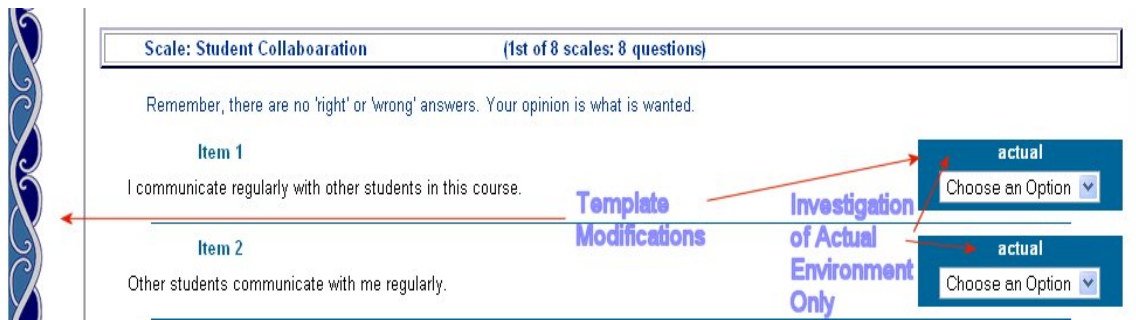 Scale: Student Collaboaration (1st of 8 scales: 8 questions)
Remember, there are no 'right' or 'wrong' answers. Your opinion is what is wanted.
Item 1
actual
I communicate regularly with other students in this course.
Choose an Option
Template
Modifications
Investigation
of Actual
Environment
Only
Item 2
actual
Other students communicate with me regularly.
Choose an Option